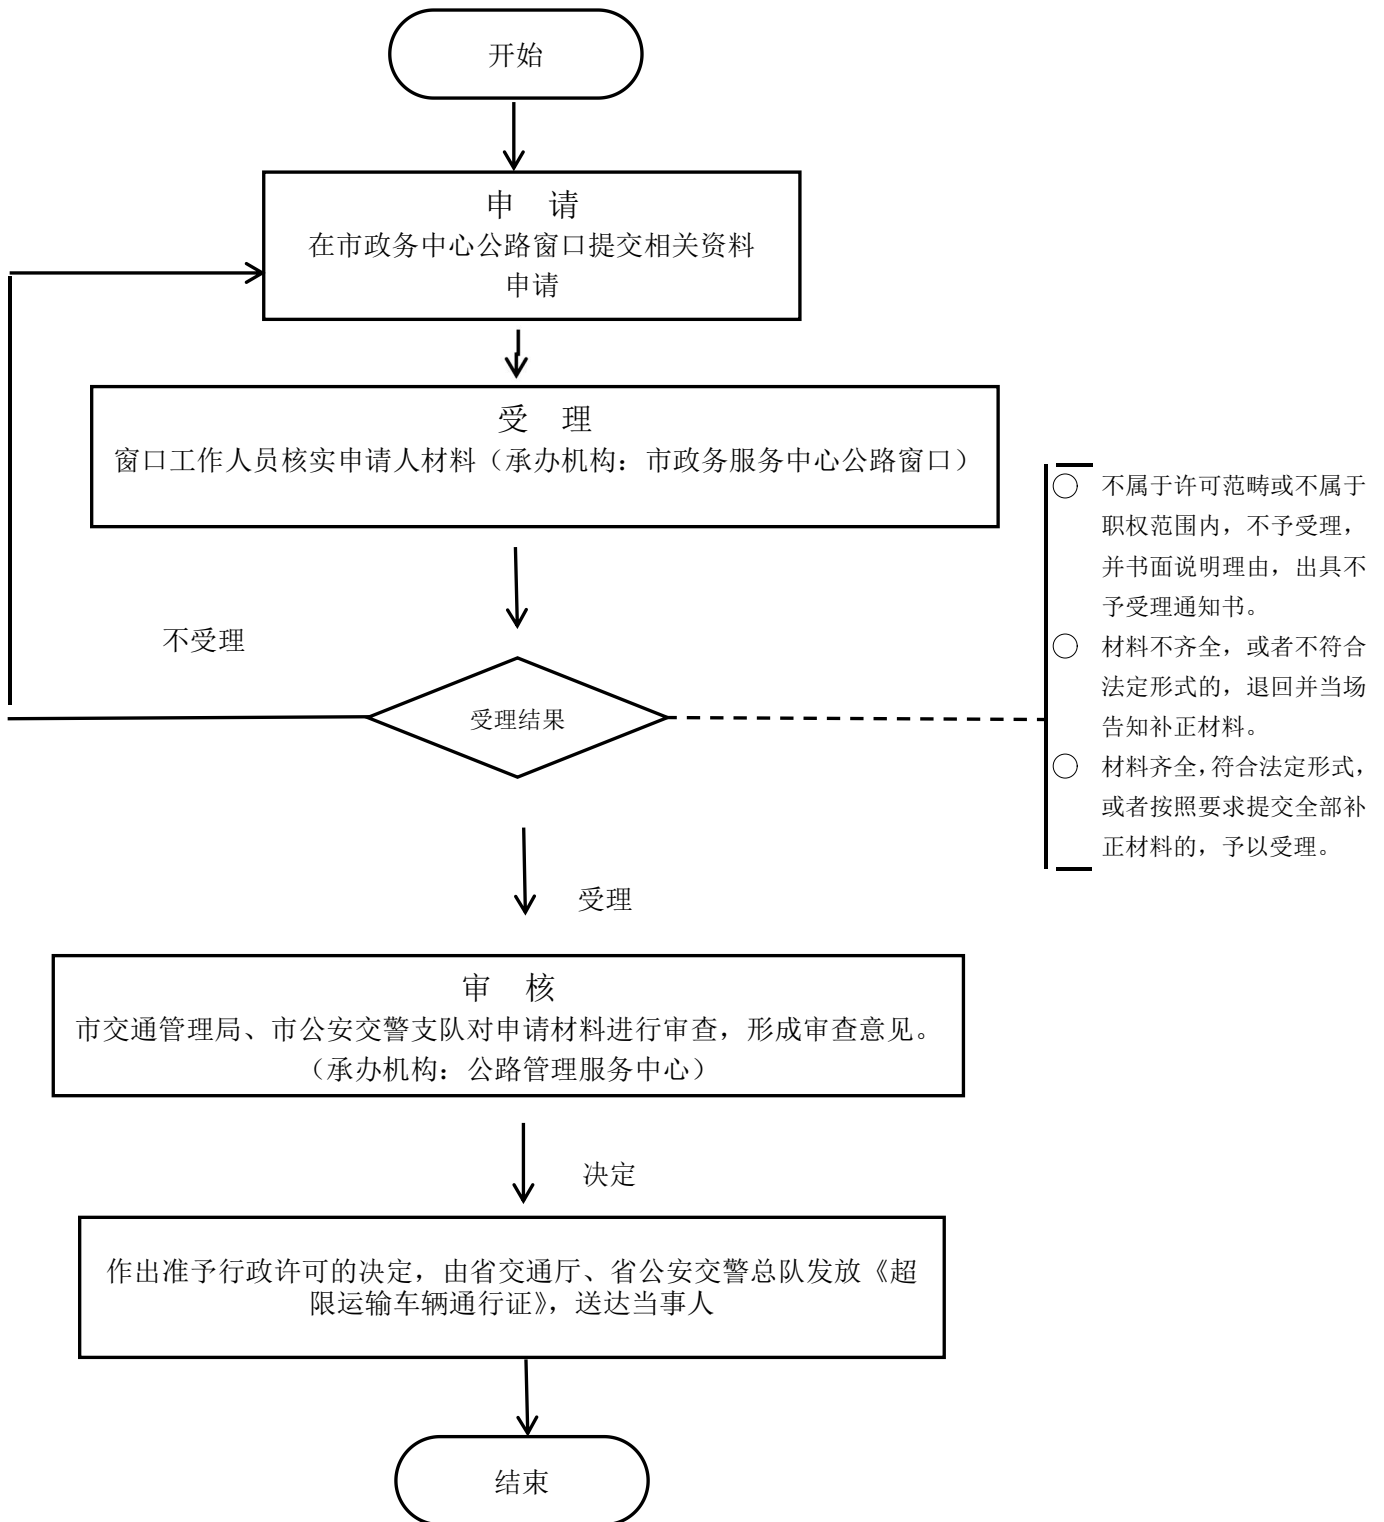 开始
申 请
在市政务中心公路窗口提交相关资料
申请
受 理
窗口工作人员核实申请人材料（承办机构：市政务服务中心公路窗口）
不受理
受理结果
不属于许可范畴或不属于
职权范围内，不予受理，
并书面说明理由，出具不
予受理通知书。
材料不齐全，或者不符合
法定形式的，退回并当场
告知补正材料。
材料齐全，符合法定形式，
或者按照要求提交全部补
正材料的，予以受理。
受理
审 核
市交通管理局、市公安交警支队对申请材料进行审查，形成审查意见。
（承办机构：公路管理服务中心）
决定
作出准予行政许可的决定，由省交通厅、省公安交警总队发放《超
限运输车辆通行证》，送达当事人
结束